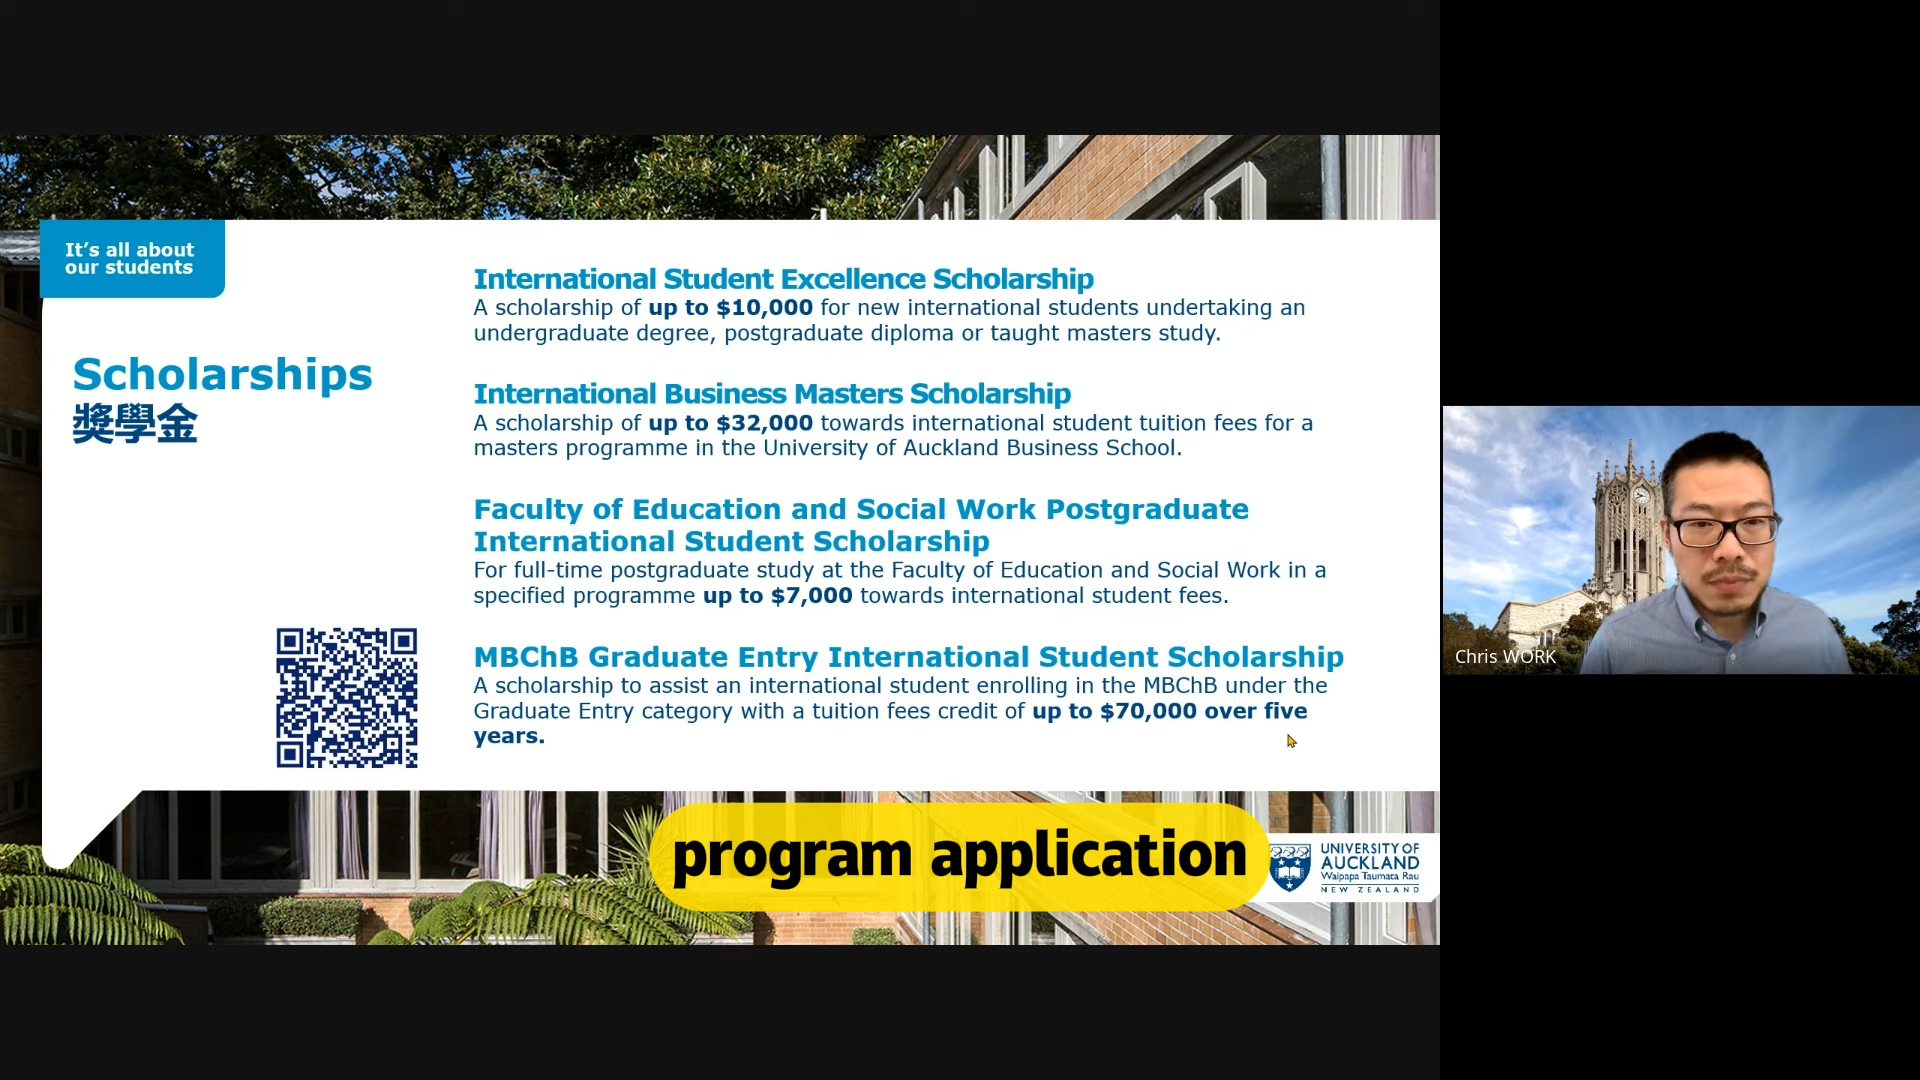 It's all about
our students
Scholarships
獎學金
International Student Excellence Scholarship
A scholarship of up to $10,000 for new international students undertaking an
undergraduate degree, postgraduate diploma or taught masters study.
International Business Masters Scholarship
A scholarship of up to $32,000 towards international student tuition fees for a
masters programme in the University of Auckland Business School.
Faculty of Education and Social Work Postgraduate
International Student Scholarship
For full-time postgraduate study at the Faculty of Education and Social Work in a
specified programme up to $7,000 towards international student fees.
MBChB Graduate Entry International Student Scholarship
A scholarship to assist an international student enrolling in the MBChB under the
Graduate Entry category with a tuition fees credit of up to $70,000 over five
years.
program application
UNIVERSITY OF
AUCKLAND
Waipapa Taumata Rau
NEW ZEALAND
Chris WORK